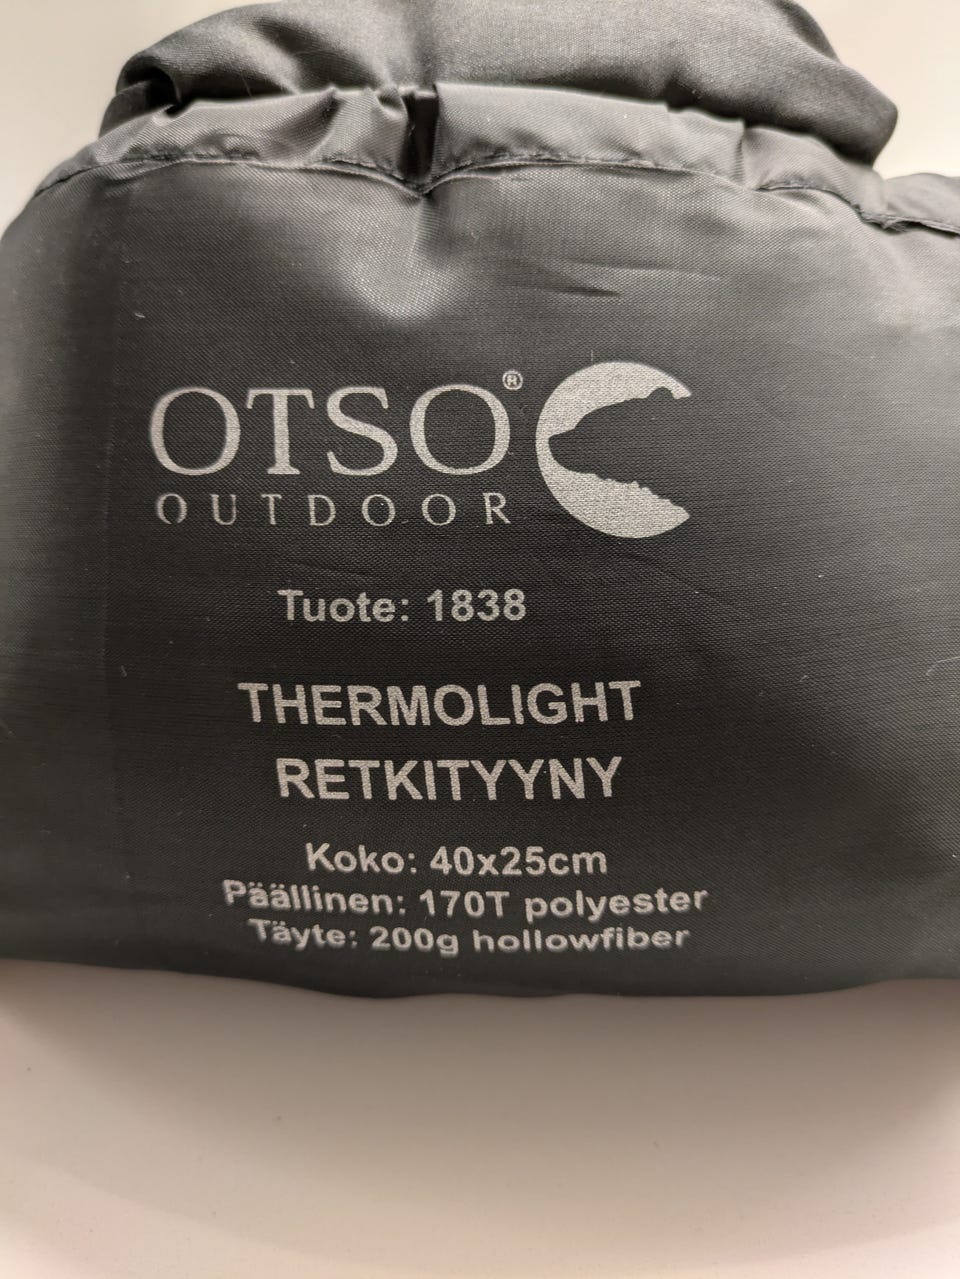 OTSO®
OUTDOOR
Tuote: 1838
THERMOLIGHT
RETKITYYNY
Koko: 40x25cm
Päällinen: 170T polyester
Täyte: 200g hollowfiber